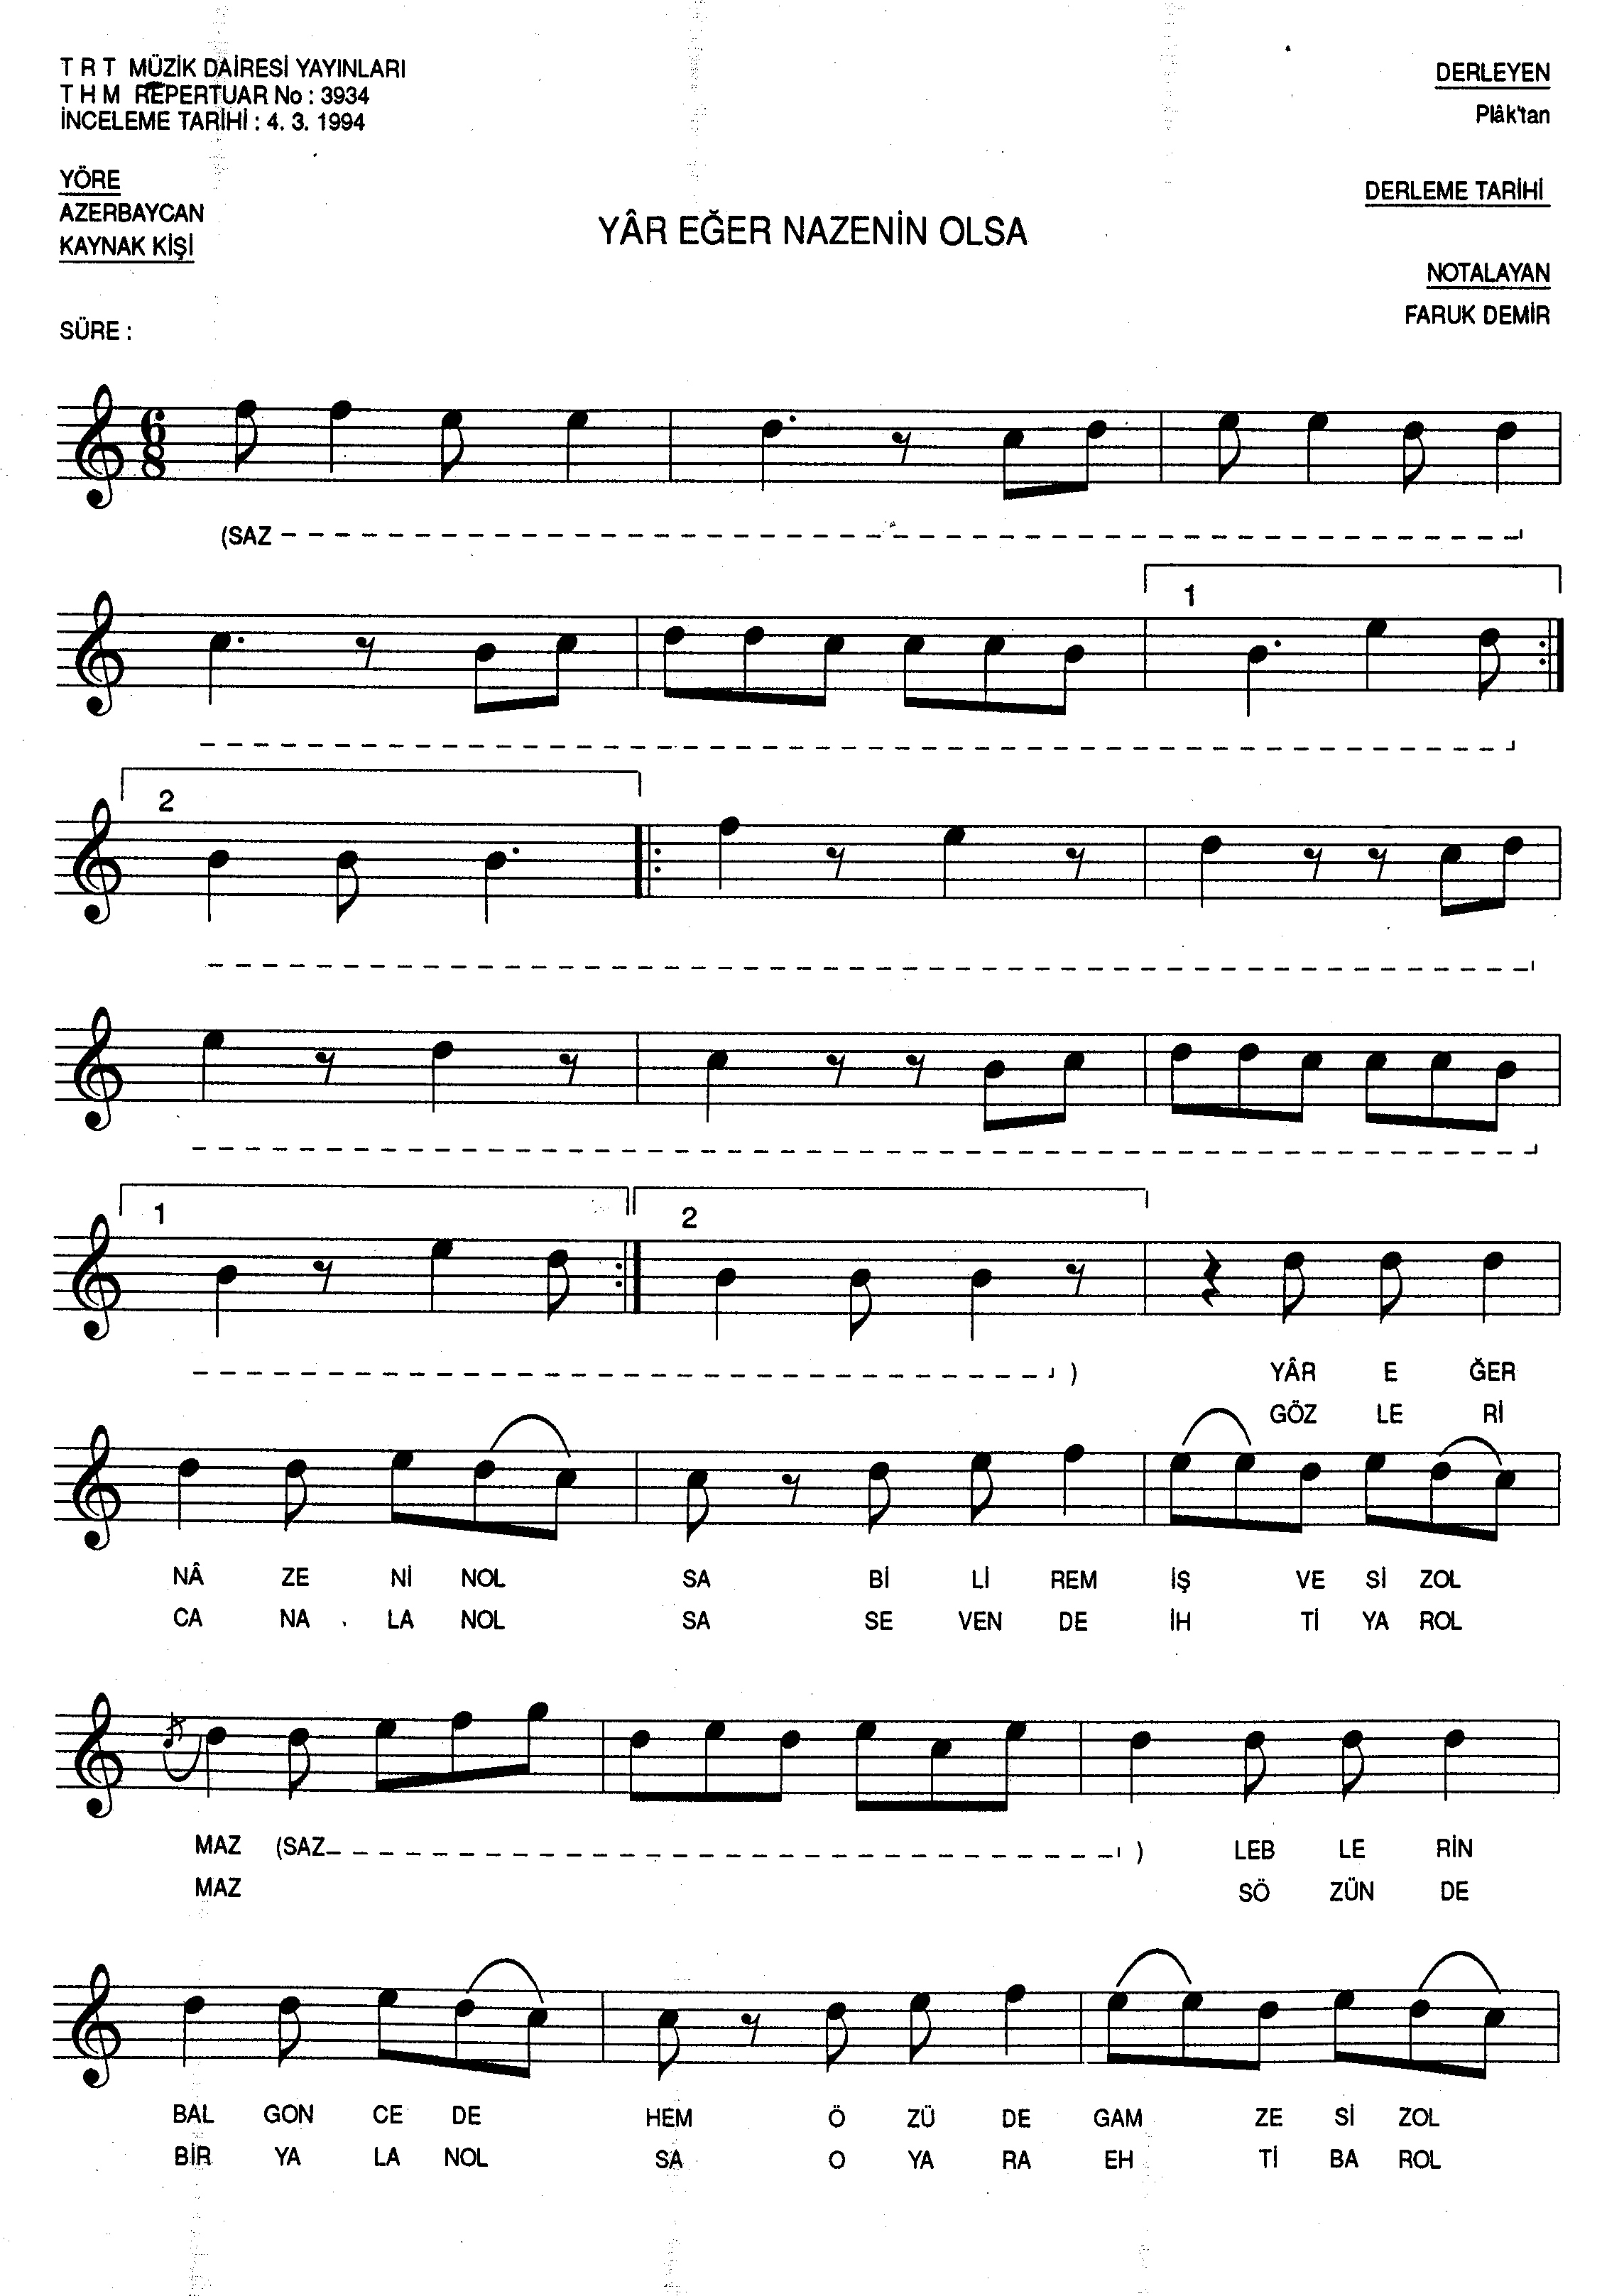 T R T MÜZİK DAİRESİ YAYINLARI
T H M REPERTUAR No : 3934
İNCELEME TARİHİ : 4. 3. 1994
DERLEYEN
Plâk'tan
YÖRE
AZERBAYCAN
KAYNAK KİŞİ
DERLEME TARİHİ
YÂR EĞER NAZENİN OLSA
NOTALAYAN
FARUK DEMİR
SÜRE :
6
8
(SAZ
1
2
1 2
)
YÂR E ĞER
GÖZ LE Rİ
NÂ ZE Nİ NOL SA Bİ Lİ REM İŞ VE Sİ ZOL
CA NA LA NOL SA SE VEN DE İH Tİ YA ROL
MAZ (SAZ ) LEB LE RİN
MAZ SÖ ZÜN DE
BAL GON CE DE HEM Ö ZÜ DE GAM ZE Sİ ZOL
BİR YA LA NOL SA O YA RA EH Tİ BA ROL